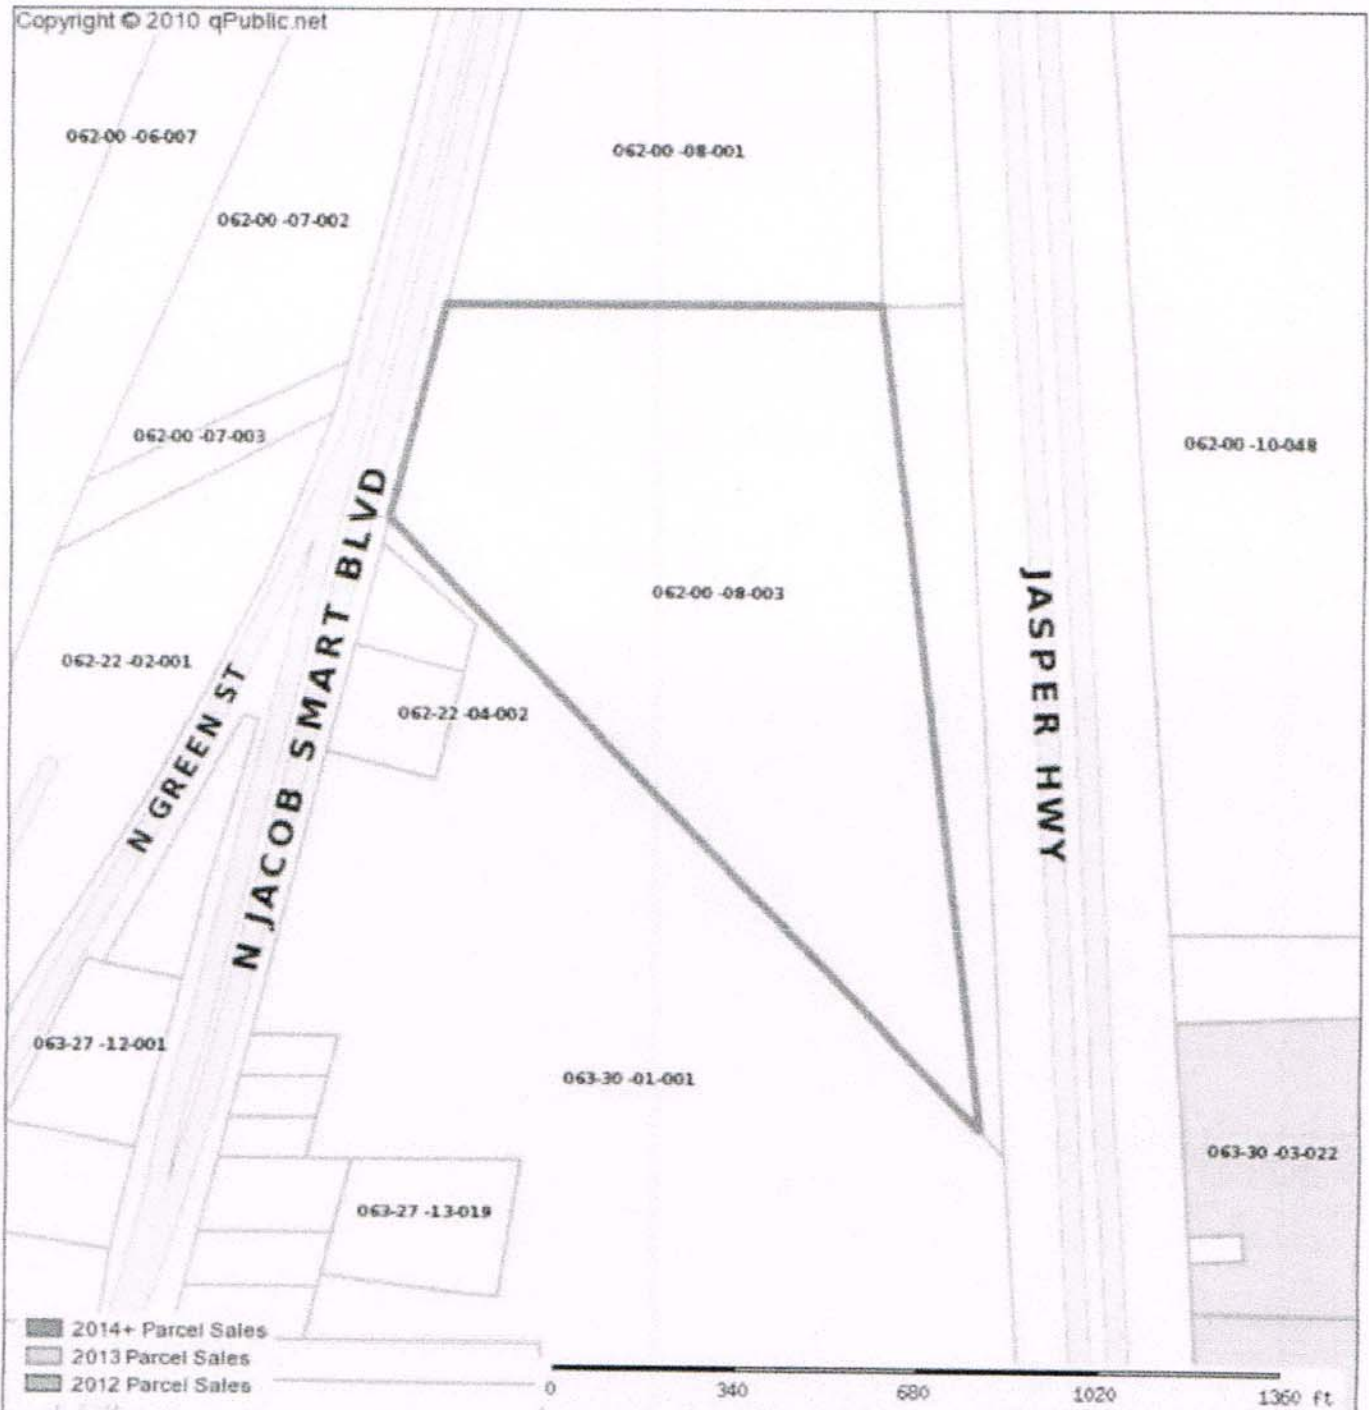 Copyright © 2010 qPublic.net
062-00 -06-007
062-00 -08-001
062-00 -07-002
062-00 -07-003
062-00 -10-048
N JACOB SMART BLVD
JASPER HWY
062-00 -08-003
062-22 -02-001
N GREEN ST
062-22 -04-002
063-27 -12-001
063-30 -01-001
063-30 -03-022
063-27 -13-019
2014+ Parcel Sales
2013 Parcel Sales
2012 Parcel Sales
0 340 680 1020 1360 ft